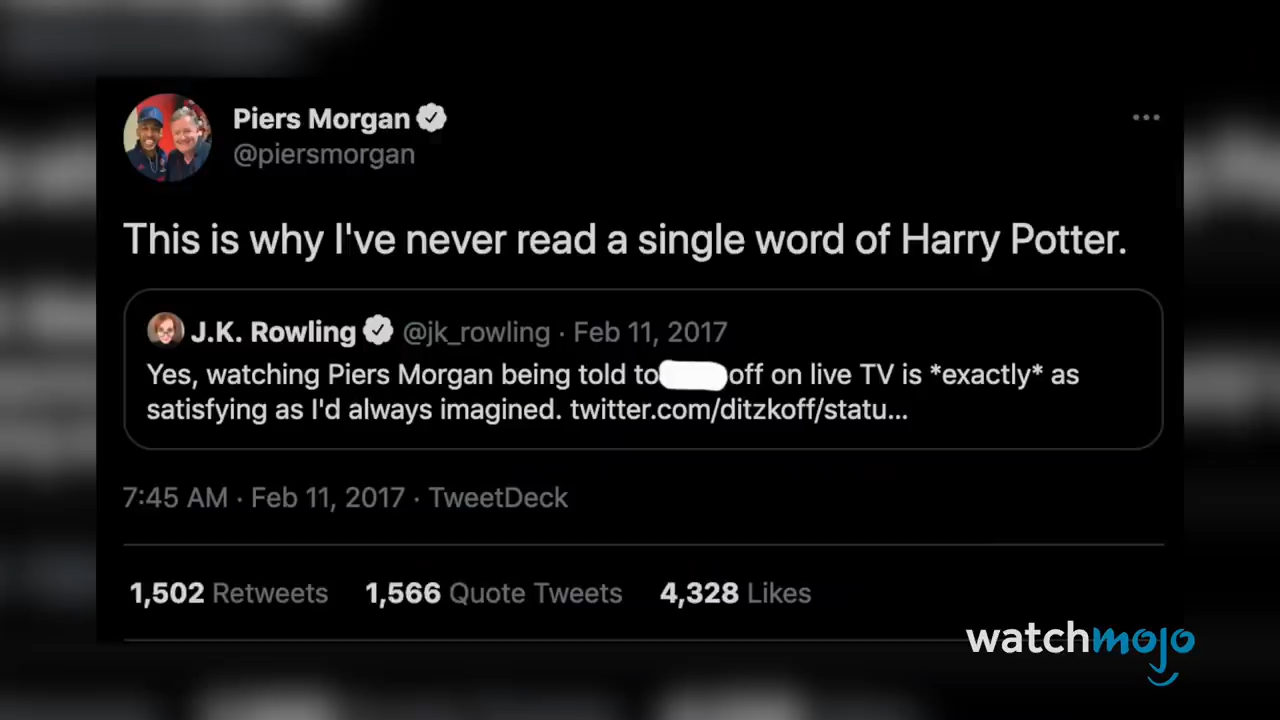 Piers Morgan
@piersmorgan
This is why I've never read a single word of Harry Potter.
J.K. Rowling @jk_rowling · Feb 11, 2017
Yes, watching Piers Morgan being told to off on live TV is *exactly* as
satisfying as I'd always imagined. twitter.com/ditzkoff/statu...
7:45 AM · Feb 11, 2017 · TweetDeck
1,502 Retweets 1,566 Quote Tweets 4,328 Likes
watchmojo